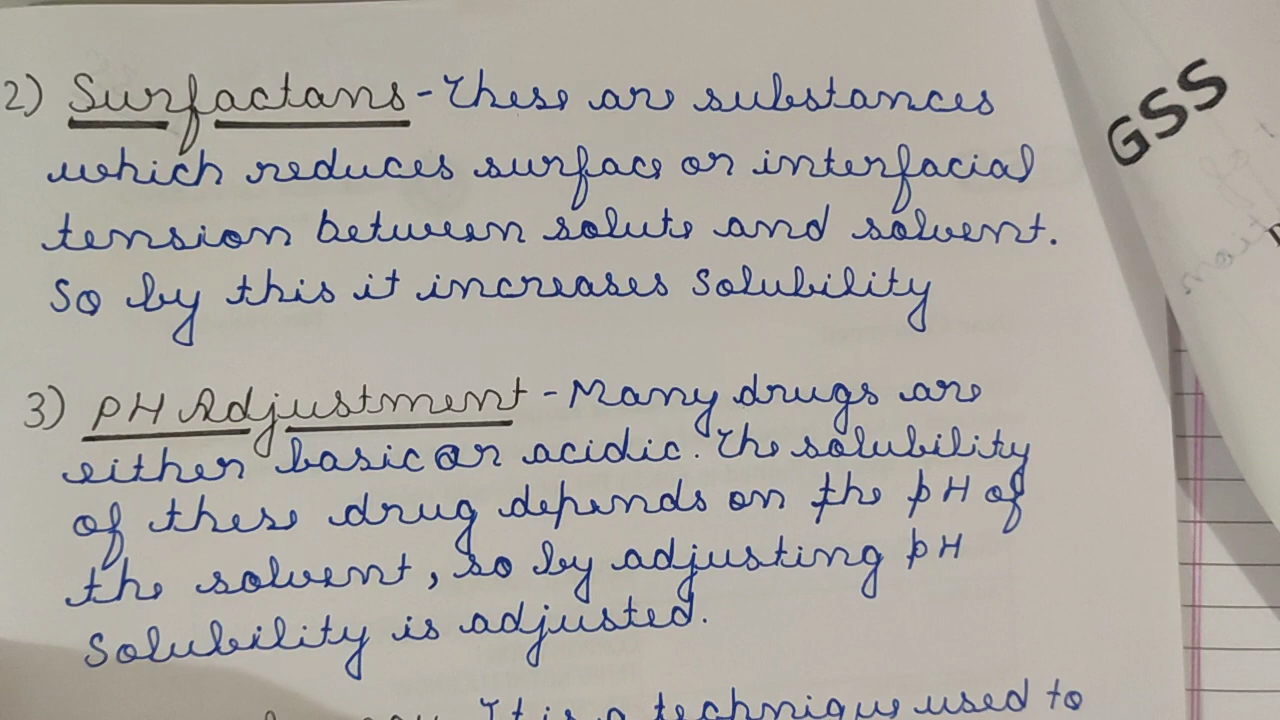 2) Surfactans - These are substances
which reduces surface or interfacial
tension between solute and solvent.
So by this it increases solubility
3) pH Adjustment - Many drugs are
either basic or acidic. The solubility
of these drug depends on the pH of
the solvent, so by adjusting pH
Solubility is adjusted.
It is a technique used to
GSS